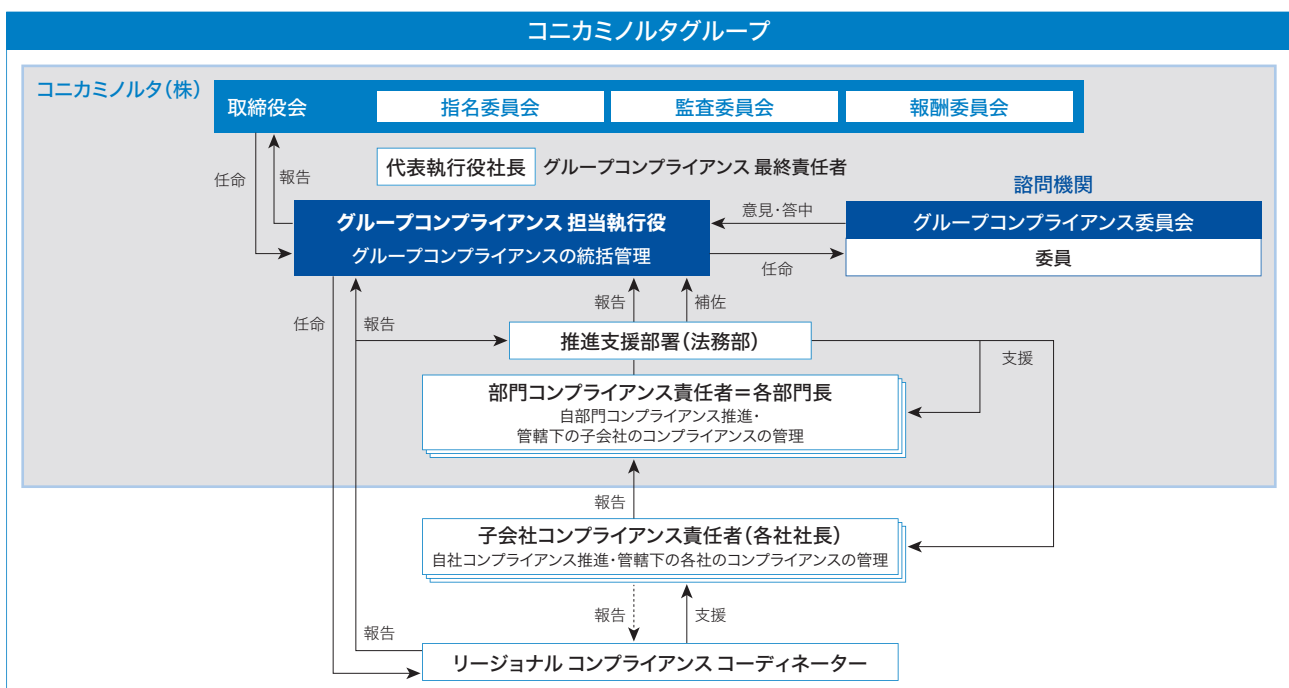 コニカミノルタグループ
コニカミノルタ(株)
取締役会
指名委員会
監査委員会
報酬委員会
任命
報告
代表執行役社長
グループコンプライアンス 最終責任者
諮問機関
グループコンプライアンス 担当執行役
グループコンプライアンスの統括管理
意見・答申
任命
グループコンプライアンス委員会
委員
任命
報告
報告
補佐
推進支援部署(法務部)
支援
部門コンプライアンス責任者=各部門長
自部門コンプライアンス推進・
管轄下の子会社のコンプライアンスの管理
報告
子会社コンプライアンス責任者(各社社長)
自社コンプライアンス推進・管轄下の各社のコンプライアンスの管理
報告
支援
報告
リージョナル コンプライアンス コーディネーター